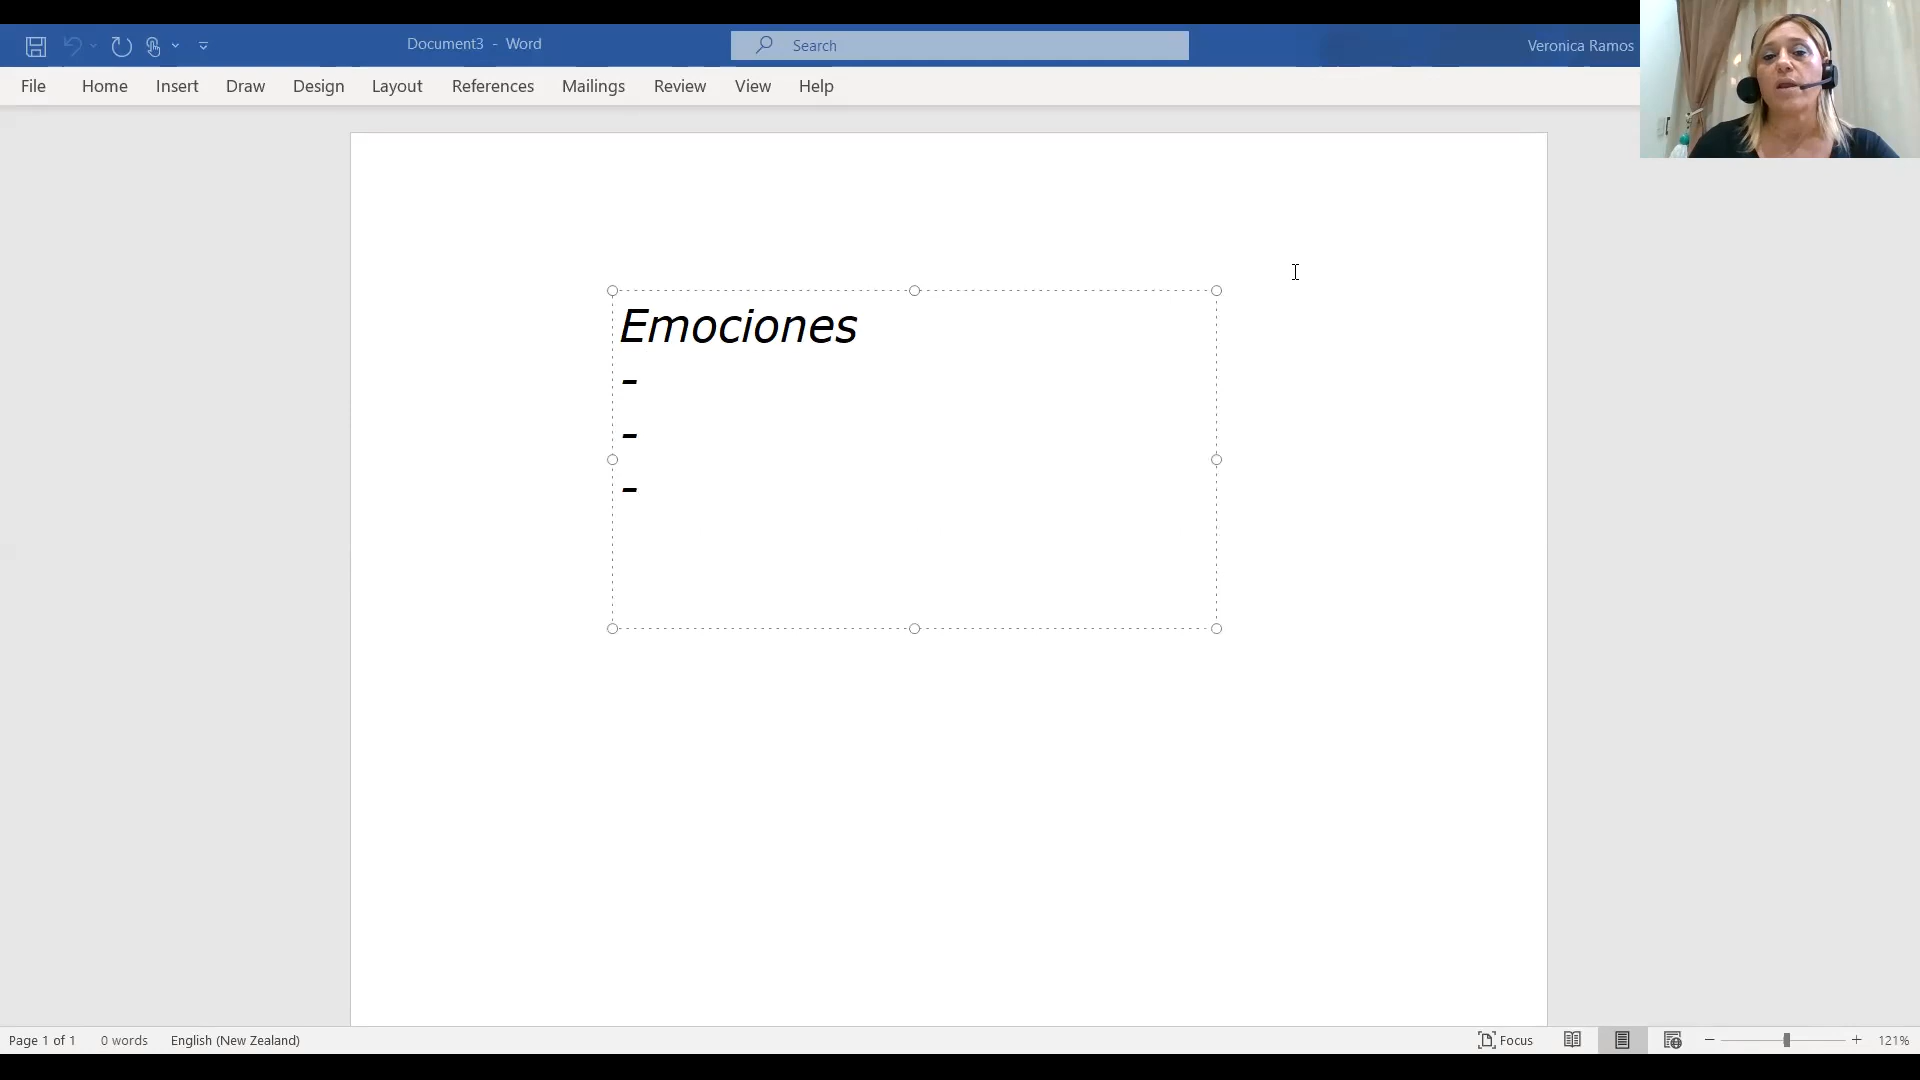 Document3 - Word
Search
Veronica Ramos
File Home Insert Draw Design Layout References Mailings Review View Help
Emociones
-
-
-
Page 1 of 1 0 words English (New Zealand) Focus 121%